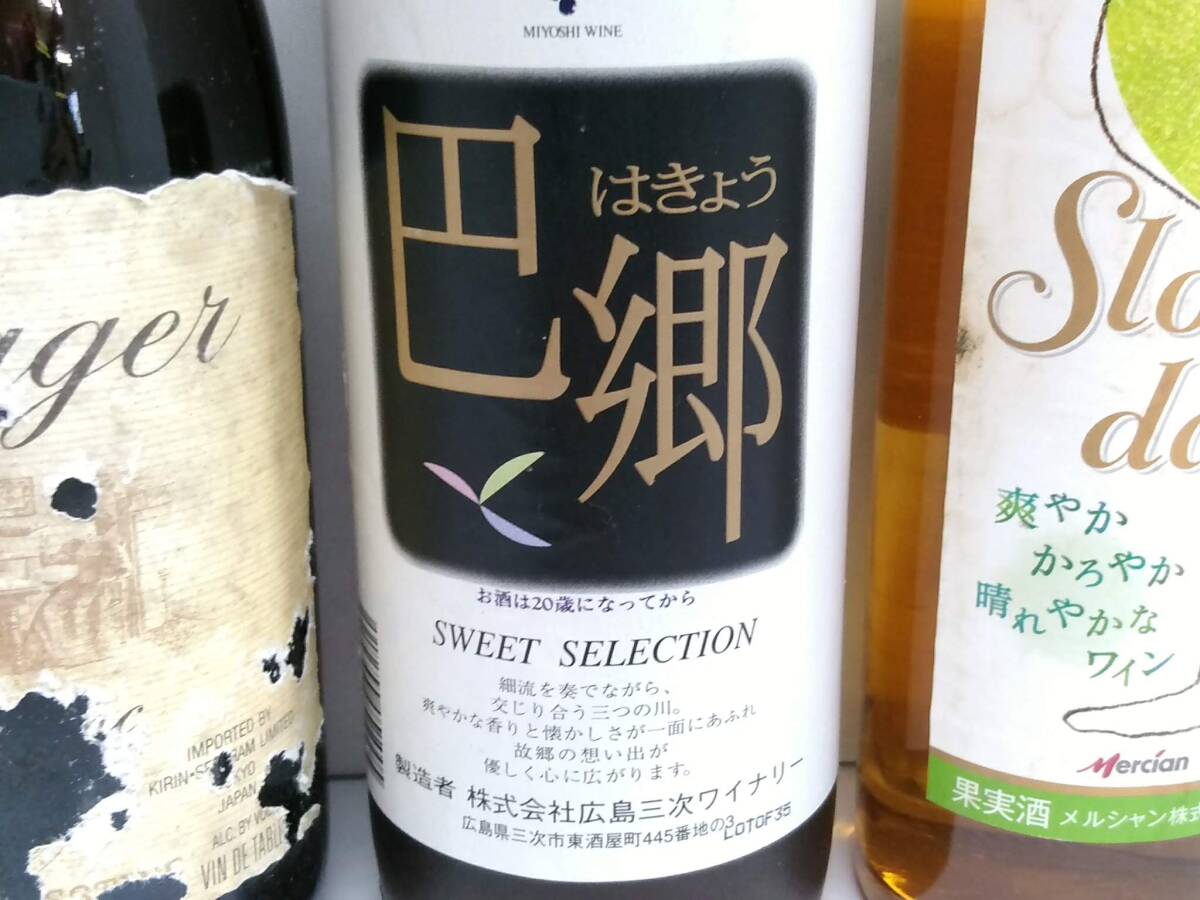 uger
IMPORTED BY
LIMITED
JAPAN
ALC. BY VOL
VIN DE TABLE
MIYOSHI WINE
はきょう
巴郷
お酒は20歳になってから
SWEET SELECTION
細流を奏でながら、
交じり合う三つの川。
爽やかな香りと懐かしさが一面にあふれ
故郷の想い出が
優しく心に広がります。
製造者 株式会社広島三次ワイナリー
広島県三次市東酒屋町445番地の3
LOTOF35
Slo
da
爽やか
かろやか
晴れやかな
ワイン
Mercian
果実酒 メルシャン株式